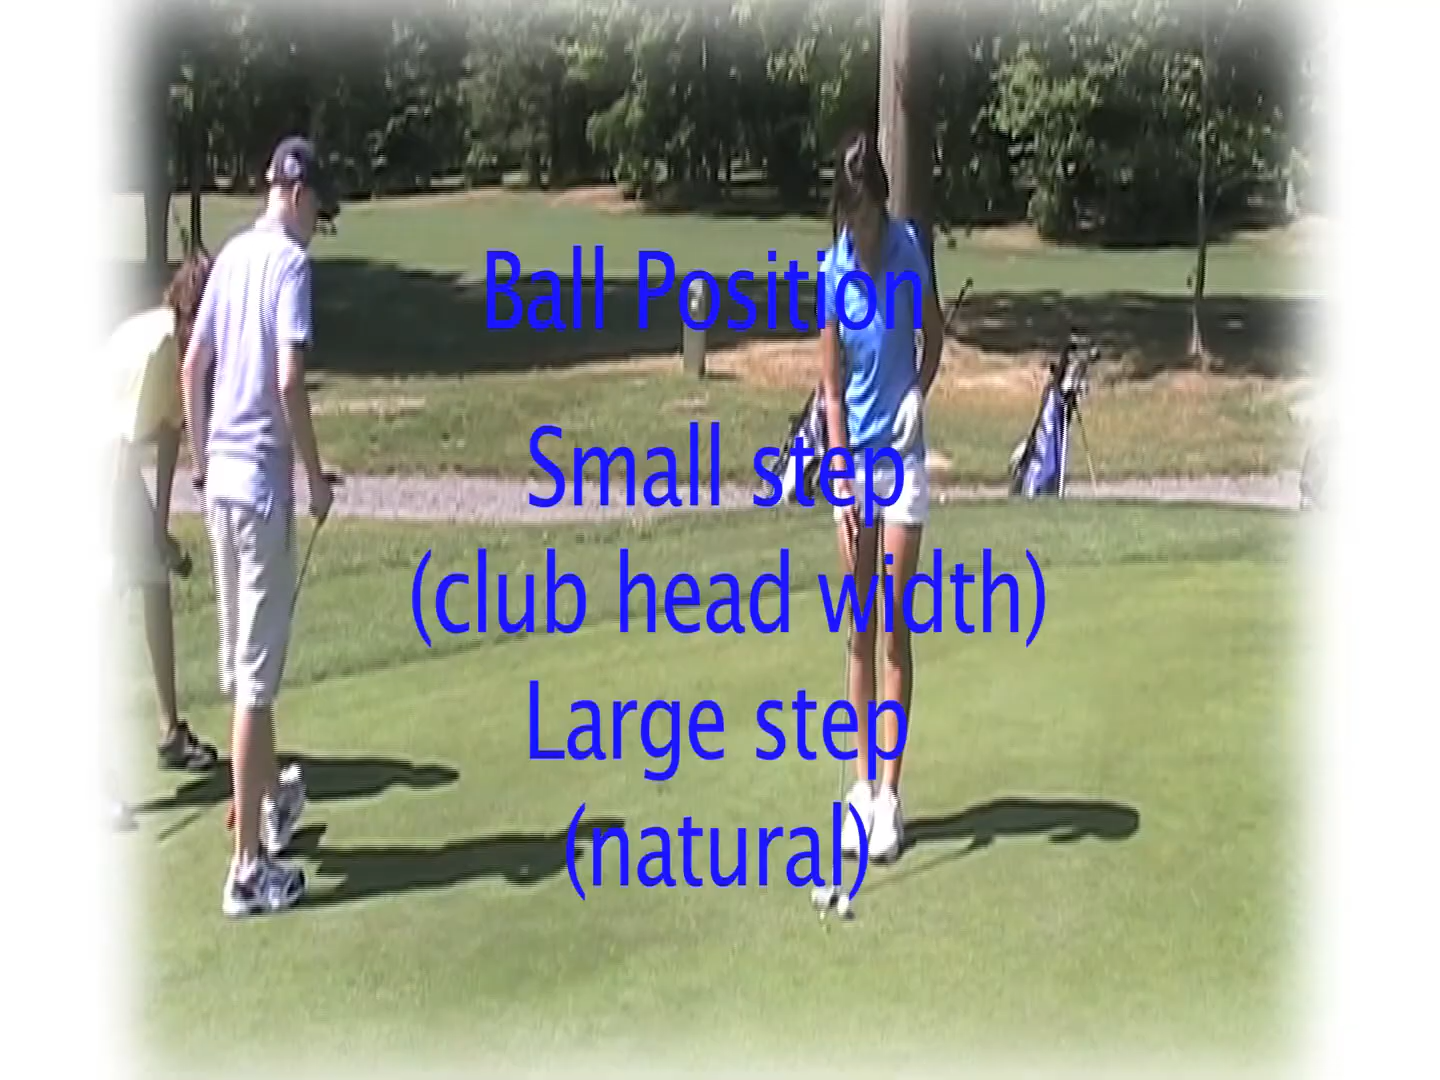 Ball Position
Small step
(club head width)
Large step
(natural)